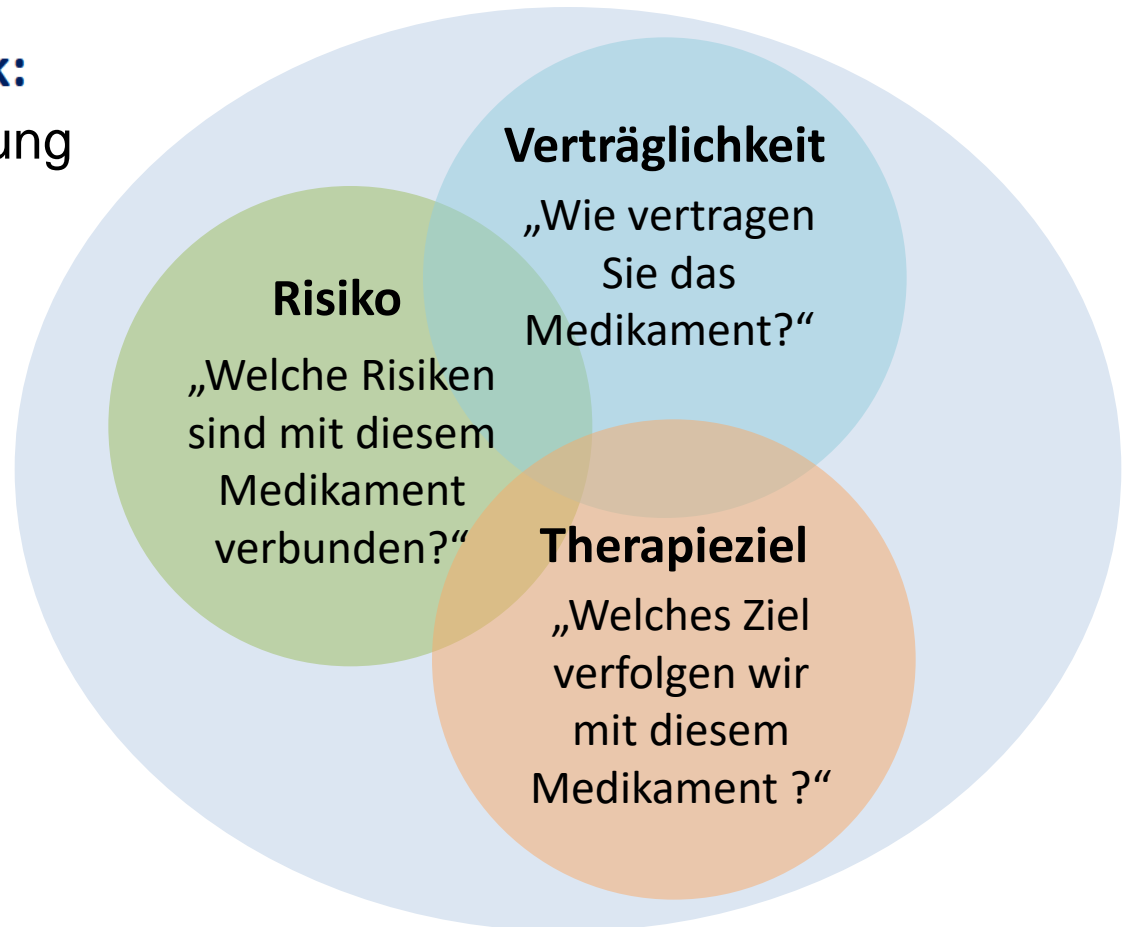 k:
ung
Verträglichkeit
„Wie vertragen
Sie das
Medikament?“
Risiko
„Welche Risiken
sind mit diesem
Medikament
verbunden?“
Therapieziel
„Welches Ziel
verfolgen wir
mit diesem
Medikament ?“